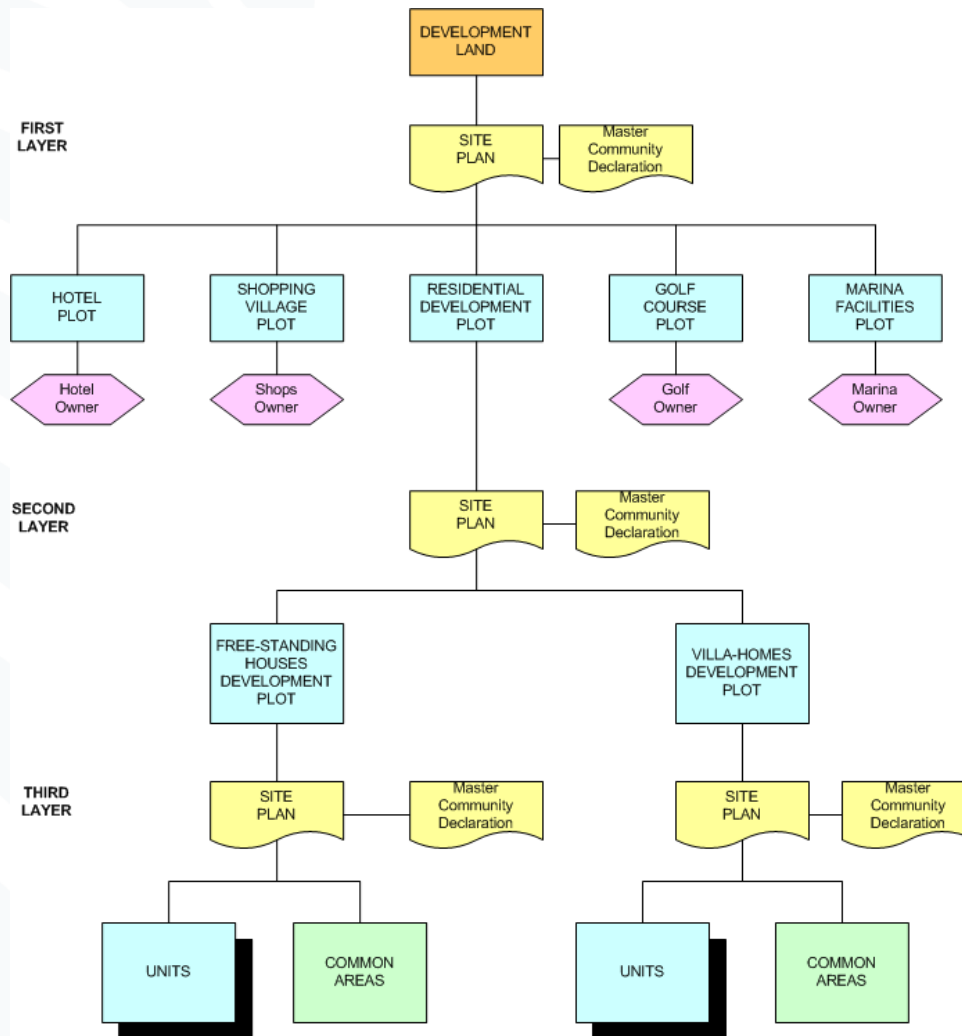 DEVELOPMENT
LAND
FIRST
LAYER
SITE
PLAN
Master
Community
Declaration
HOTEL
PLOT
SHOPPING
VILLAGE
PLOT
RESIDENTIAL
DEVELOPMENT
PLOT
GOLF
COURSE
PLOT
MARINA
FACILITIES
PLOT
Hotel
Owner
Shops
Owner
Golf
Owner
Marina
Owner
SECOND
LAYER
SITE
PLAN
Master
Community
Declaration
FREE-STANDING
HOUSES
DEVELOPMENT
PLOT
VILLA-HOMES
DEVELOPMENT
PLOT
THIRD
LAYER
SITE
PLAN
Master
Community
Declaration
SITE
PLAN
Master
Community
Declaration
UNITS
COMMON
AREAS
UNITS
COMMON
AREAS